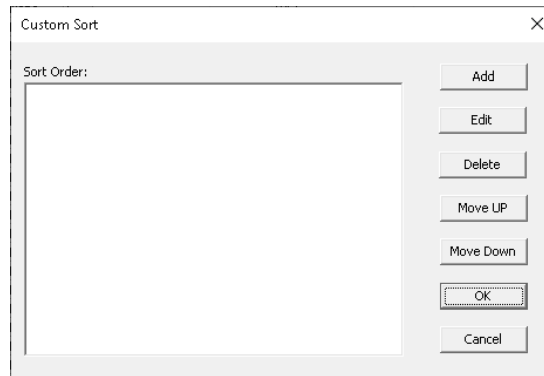 Custom Sort
Sort Order:
Add
Edit
Delete
Move UP
Move Down
OK
Cancel